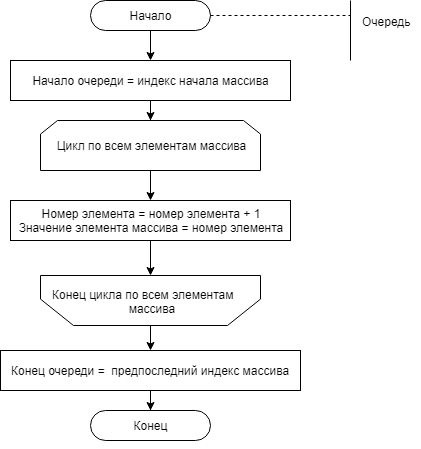 Начало
Очередь
Начало очереди = индекс начала массива
Цикл по всем элементам массива
Номер элемента = номер элемента + 1
Значение элемента массива = номер элемента
Конец цикла по всем элементам
массива
Конец очереди = предпоследний индекс массива
Конец